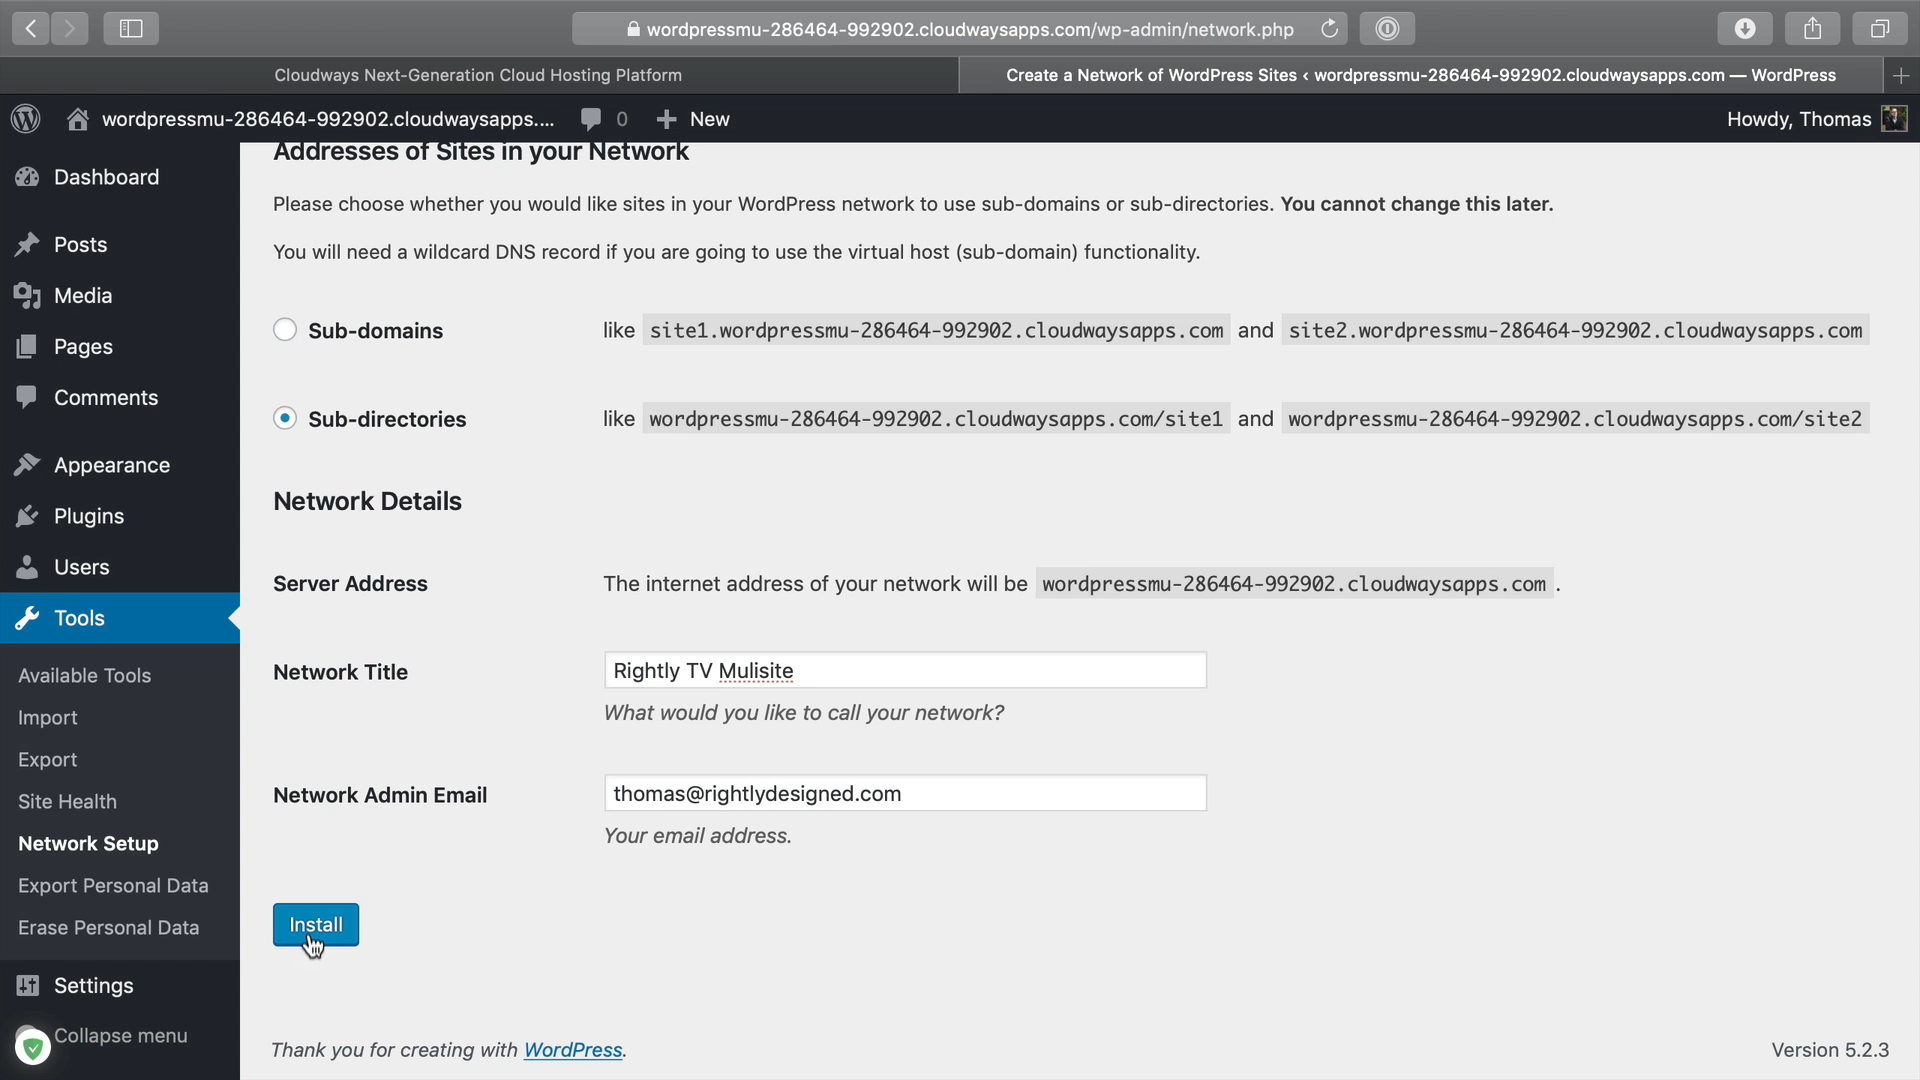 wordpressmu-286464-992902.cloudwaysapps.com/wp-admin/network.php
Cloudways Next-Generation Cloud Hosting Platform
Create a Network of WordPress Sites ‹ wordpressmu-286464-992902.cloudwaysapps.com — WordPress
wordpressmu-286464-992902.cloudwaysapps.... 0 New
Howdy, Thomas
Dashboard
Posts
Media
Pages
Comments
Appearance
Plugins
Users
Tools
Available Tools
Import
Export
Site Health
Network Setup
Export Personal Data
Erase Personal Data
Settings
Collapse menu
Addresses of Sites in your Network
Please choose whether you would like sites in your WordPress network to use sub-domains or sub-directories. You cannot change this later.
You will need a wildcard DNS record if you are going to use the virtual host (sub-domain) functionality.
Sub-domains like site1.wordpressmu-286464-992902.cloudwaysapps.com and site2.wordpressmu-286464-992902.cloudwaysapps.com
Sub-directories like wordpressmu-286464-992902.cloudwaysapps.com/site1 and wordpressmu-286464-992902.cloudwaysapps.com/site2
Network Details
Server Address The internet address of your network will be wordpressmu-286464-992902.cloudwaysapps.com .
Network Title Rightly TV Mulisite
What would you like to call your network?
Network Admin Email thomas@rightlydesigned.com
Your email address.
Install
Thank you for creating with WordPress.
Version 5.2.3